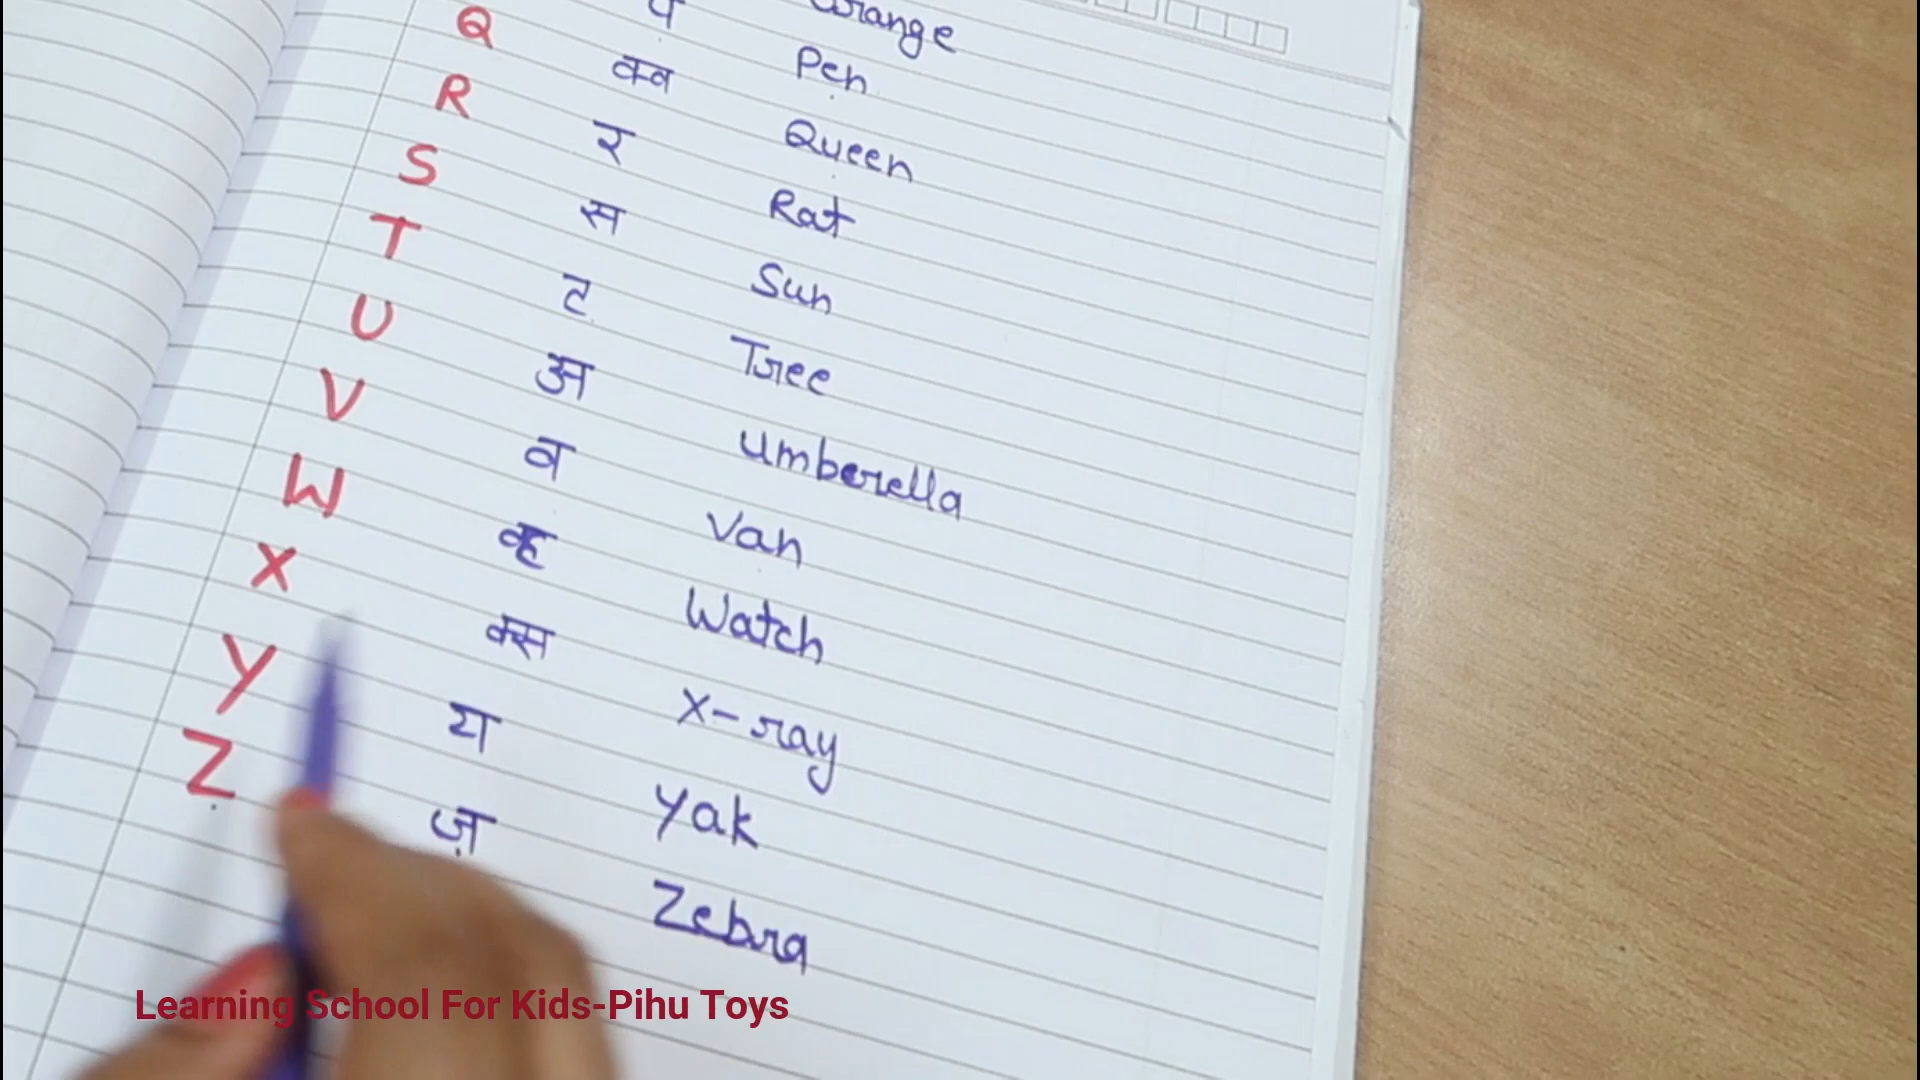 Orange
प Pen
Q क्व Queen
R र Rat
S स Sun
T ट Tree
U अ Umberella
V व Van
W व्ह Watch
X क्स X-ray
Y य Yak
Z ज़ Zebra
Learning School For Kids-Pihu Toys